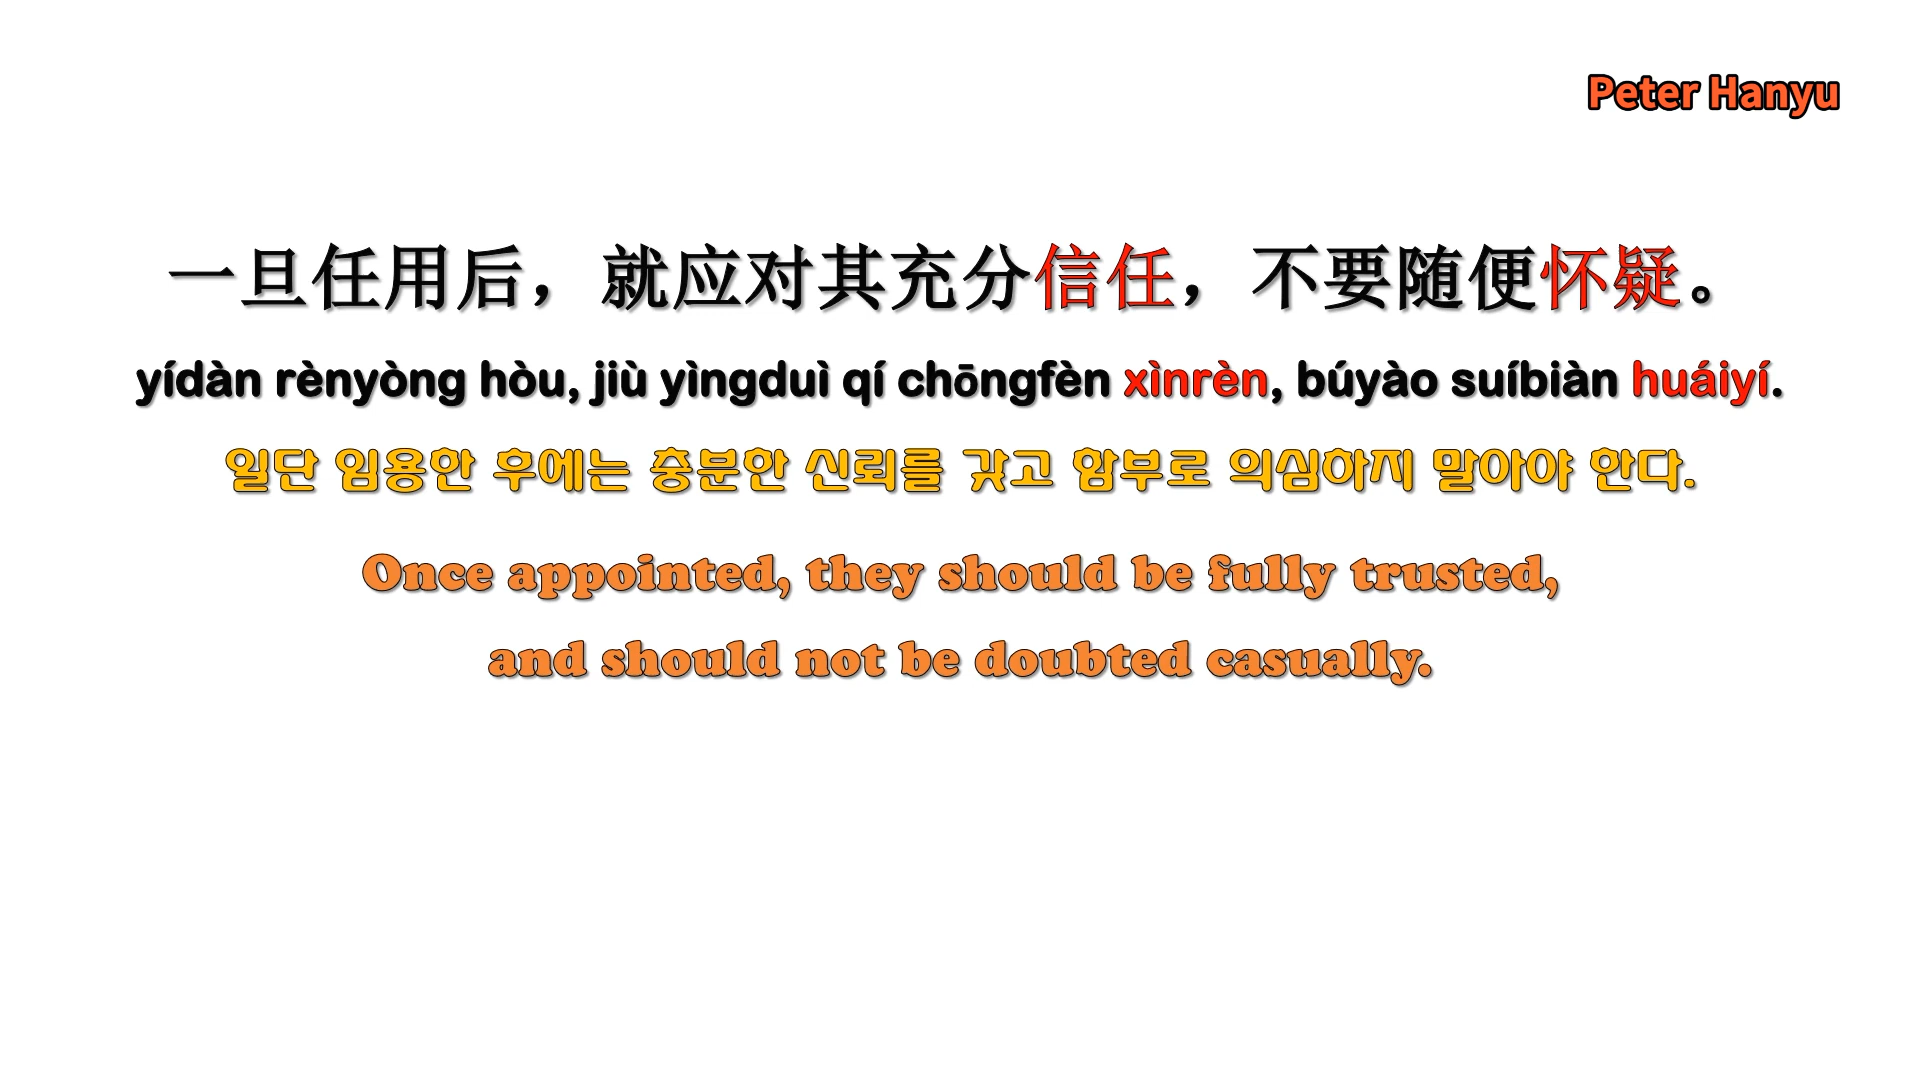 Peter Hanyu
一旦任用后，就应对其充分信任，不要随便怀疑。
yídàn rènyòng hòu, jiù yìngduì qí chōngfèn xìnrèn, búyào suíbiàn huáiyí.
일단 임용한 후에는 충분한 신뢰를 갖고 함부로 의심하지 말아야 한다.
Once appointed, they should be fully trusted,
and should not be doubted casually.